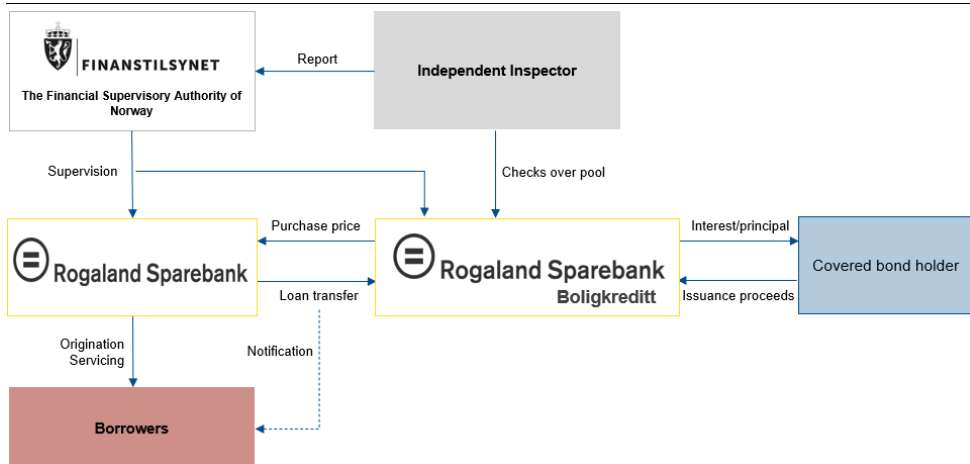 FINANSTILSYNET
The Financial Supervisory Authority of
Norway
Report
Independent Inspector
Supervision
Checks over pool
Rogaland Sparebank
Purchase price
Loan transfer
Rogaland Sparebank
Boligkreditt
Interest/principal
Issuance proceeds
Covered bond holder
Origination
Servicing
Notification
Borrowers